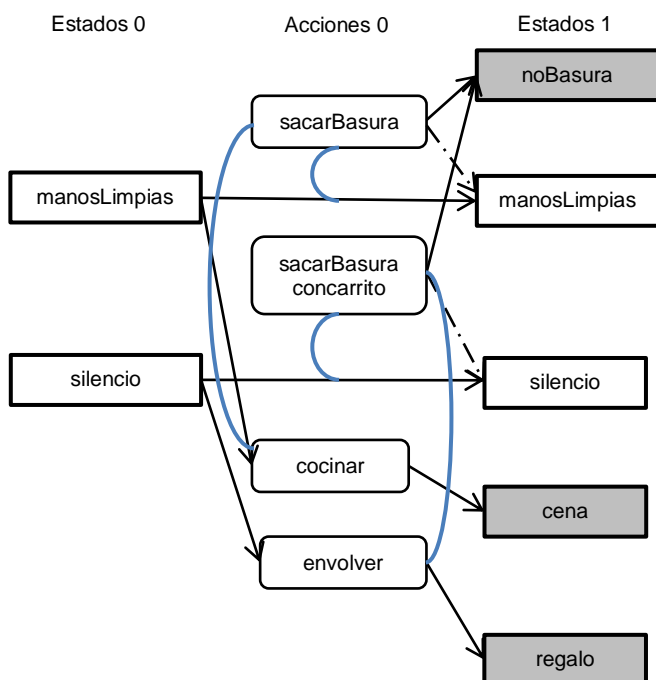 Estados 0
Acciones 0
Estados 1
noBasura
sacarBasura
manosLimpias
manosLimpias
sacarBasura
concarrito
silencio
silencio
cocinar
cena
envolver
regalo